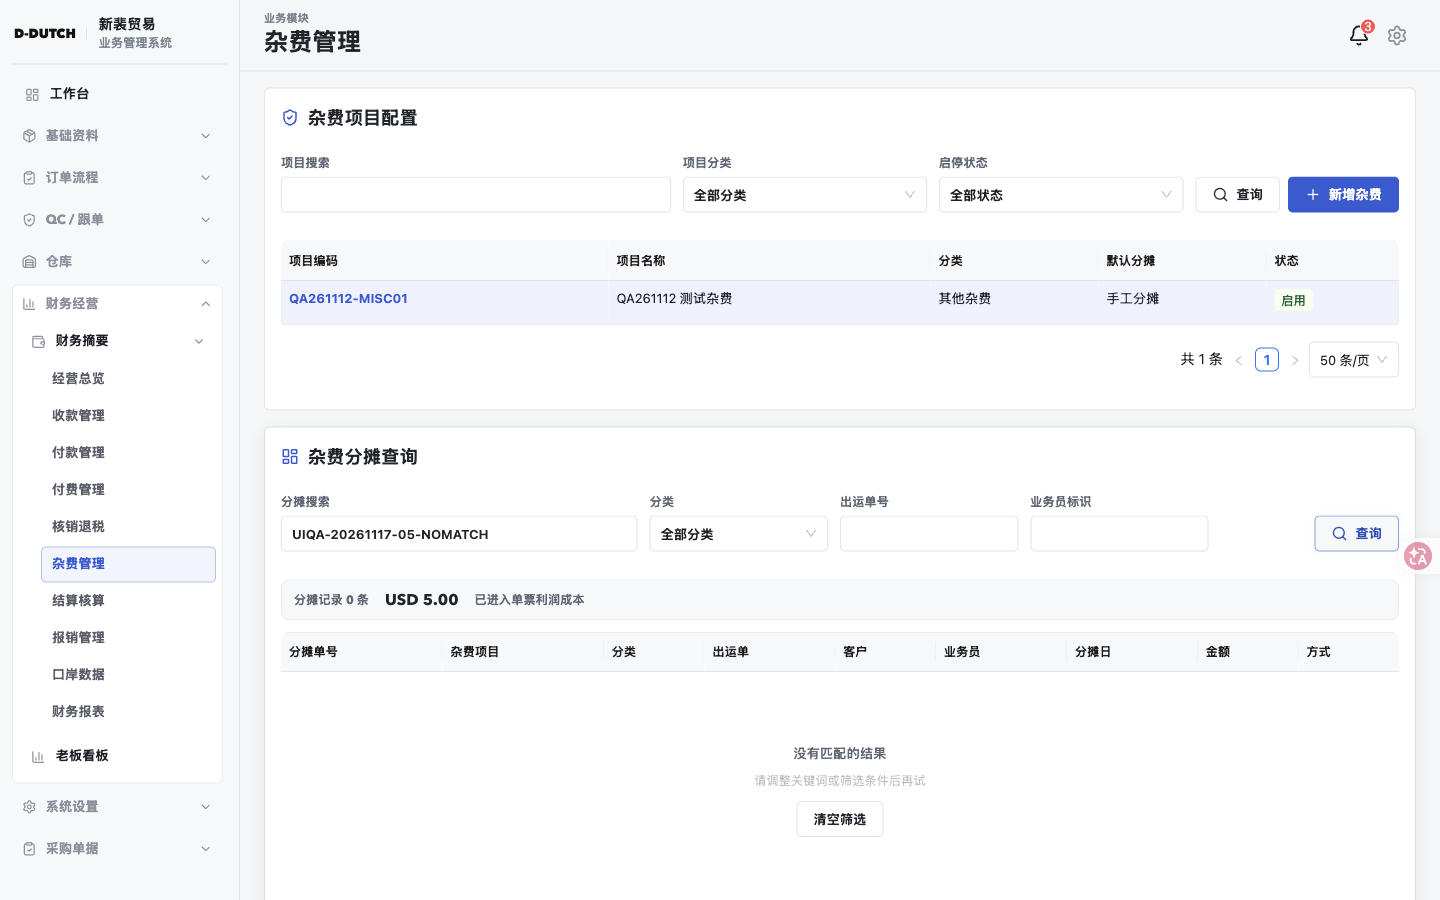 D-DUTCH
新裴贸易
业务管理系统
工作台
基础资料
订单流程
QC / 跟单
仓库
财务经营
财务摘要
经营总览
收款管理
付款管理
付费管理
核销退税
杂费管理
结算核算
报销管理
口岸数据
财务报表
老板看板
系统设置
采购单据
业务模块
杂费管理
3
杂费项目配置
项目搜索
项目分类
启停状态
全部分类
全部状态
查询
新增杂费
项目编码
项目名称
分类
默认分摊
状态
QA261112-MISC01
QA261112 测试杂费
其他杂费
手工分摊
启用
共 1 条
1
50 条/页
杂费分摊查询
分摊搜索
分类
出运单号
业务员标识
UIQA-20261117-05-NOMATCH
全部分类
查询
分摊记录 0 条
USD 5.00
已进入单票利润成本
分摊单号
杂费项目
分类
出运单
客户
业务员
分摊日
金额
方式
没有匹配的结果
请调整关键词或筛选条件后再试
清空筛选